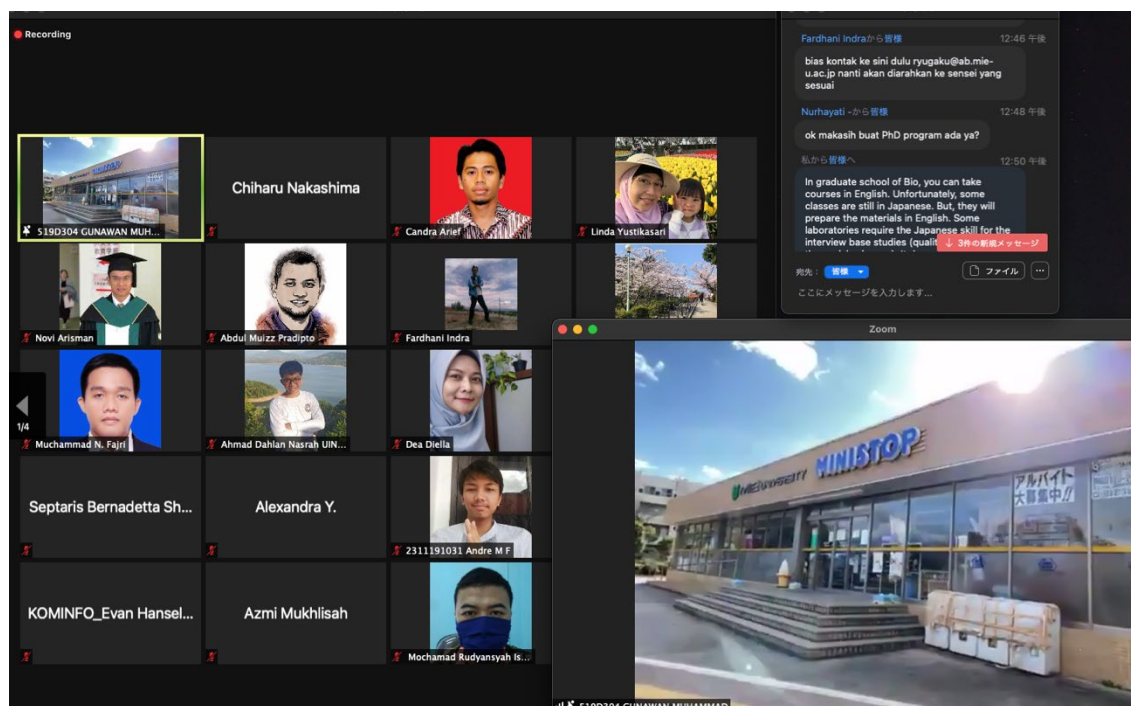 Recording
519D304 GUNAWAN MUH...
Chiharu Nakashima
Candra Arief
Linda Yustikasari
Novi Arisman
Abdul Muizz Pradipto
Fardhani Indra
1/4
Muchammad N. Fajri
Ahmad Dahlan Nasrah UIN...
Dea Diella
Septaris Bernadetta Sh...
Alexandra Y.
2311191031 Andre M F
KOMINFO_Evan Hansel...
Azmi Mukhlisah
Mochamad Rudyansyah Is...
Fardhani Indraから皆様
12:46 午後
bias kontak ke sini dulu ryugaku@ab.mie-
u.ac.jp nanti akan diarahkan ke sensei yang
sesuai
Nurhayati -から皆様
12:48 午後
ok makasih buat PhD program ada ya?
私から皆様へ
12:50 午後
In graduate school of Bio, you can take
courses in English. Unfortunately, some
classes are still in Japanese. But, they will
prepare the materials in English. Some
laboratories require the Japanese skill for the
interview base studies (qualit
↓ 3件の新規メッセージ
宛先： 皆様
ファイル
ここにメッセージを入力します...
Zoom
MIE UNIVERSITY MINISTOP
アルバイト
大募集中!!
519D304 GUNAWAN MUHAMMAD